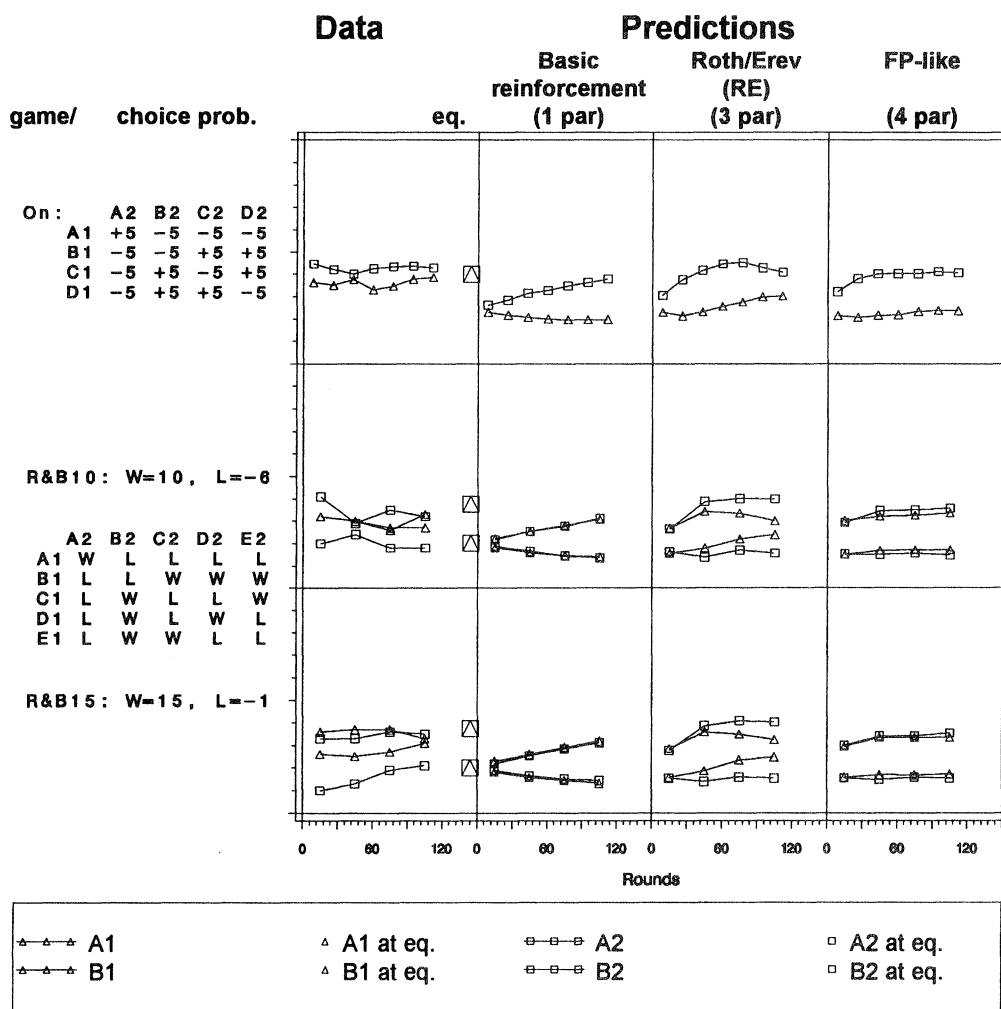 Data Predictions
Basic reinforcement (1 par) Roth/Erev (RE) (3 par) FP-like (4 par)
game/ choice prob. eq.
On: A2 B2 C2 D2
A1 +5 -5 -5 -5
B1 -5 -5 +5 +5
C1 -5 +5 -5 +5
D1 -5 +5 +5 -5
R&B10: W=10, L=-6
A2 B2 C2 D2 E2
A1 W L L L L
B1 L L W W W
C1 L W L L W
D1 L W L W L
E1 L W W L L
R&B15: W=15, L=-1
0 60 120 0 60 120 0 60 120 0 60 120
Rounds
A1 A1 at eq. A2 A2 at eq.
B1 B1 at eq. B2 B2 at eq.